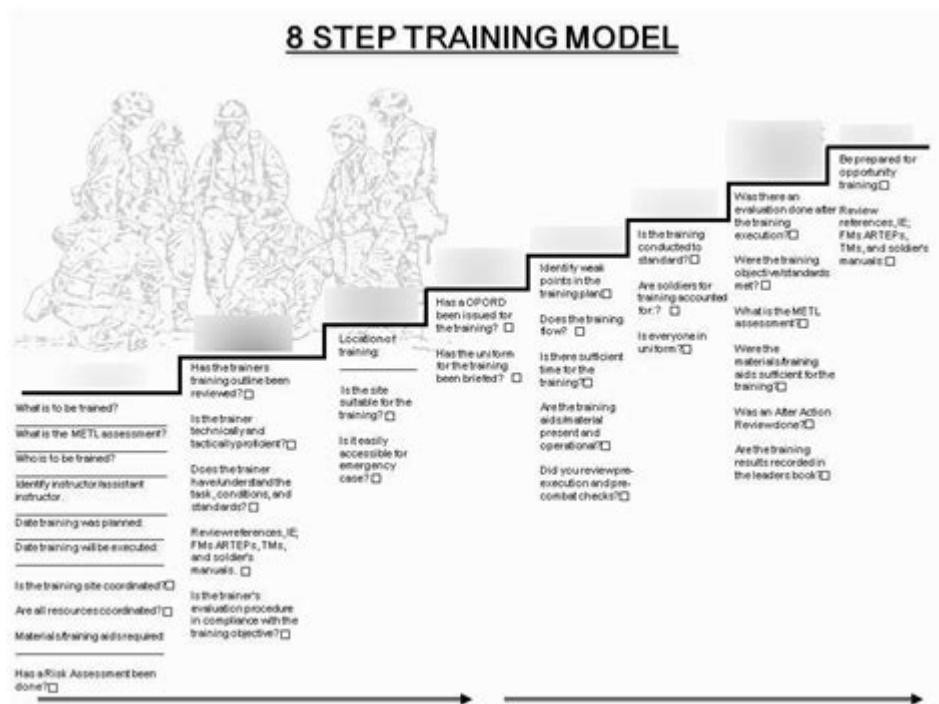 8 STEP TRAINING MODEL
What is to be trained?
What is the METL assessment?
Who is to be trained?
Identify instructor/assistant
instructor.
Date training was planned:
Date training will be executed:
Is the training site coordinated?
Are all resources coordinated?
Materials/training aids required:
Has a Risk Assessment been
done?
Has the trainers
training outline been
reviewed?
Is the trainer
technically and
tactically proficient?
Does the trainer
have/understand the
task, conditions, and
standards?
Review references, IE;
FMs ARTEPs, TMs,
and soldier's
manuals.
Is the trainer's
evaluation procedure
in compliance with the
training objective?
Location of
training:
Is the site
suitable for the
training?
Is it easily
accessible for
emergency
case?
Has a OPORD
been issued for
the training?
Has the uniform
for the training
been briefed?
Identify weak
points in the
training plan
Does the training
flow?
Is there sufficient
time for the
training?
Are the training
aids/material
present and
operational?
Did you review pre-
execution and pre-
combat checks?
Is the training
conducted to
standard?
Are soldiers for
training accounted
for:?
Is everyone in
uniform?
Was there an
evaluation done after
the training
execution?
Were the training
objective/standards
met?
What is the METL
assessment?
Were the
materials/training
aids sufficient for the
training?
Was an After Action
Review done?
Are the training
results recorded in
the leaders book?
Be prepared for
opportunity
training
Review
references, IE;
FMs ARTEPs,
TMs, and soldier's
manuals